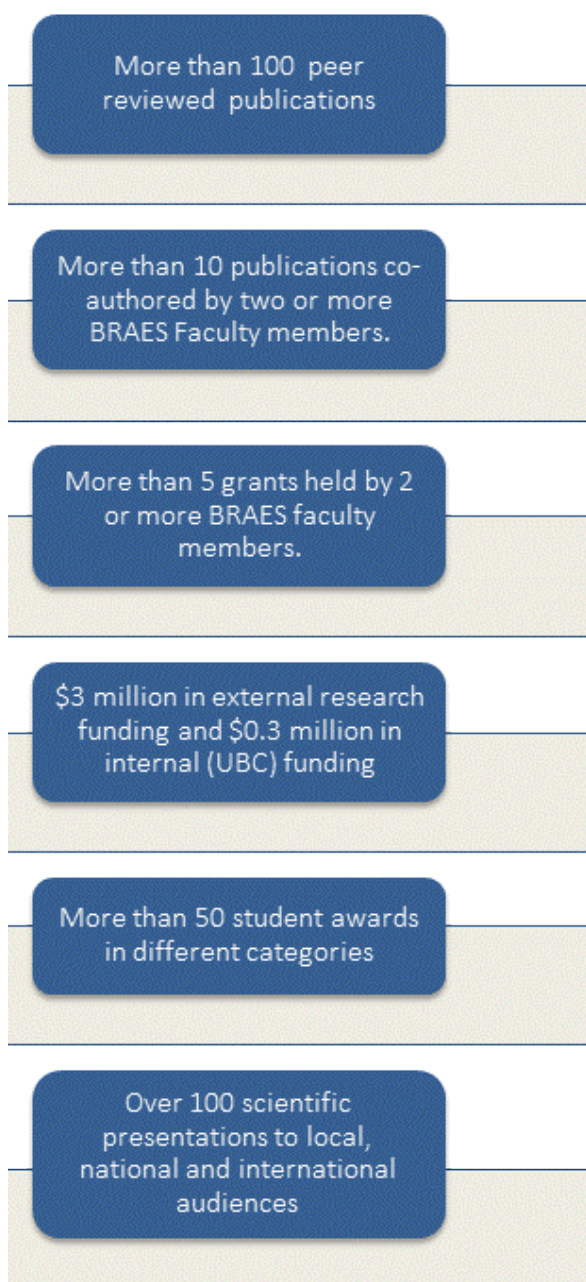 More than 100 peer
reviewed publications
More than 10 publications co-
authored by two or more
BRAES Faculty members.
More than 5 grants held by 2
or more BRAES faculty
members.
$3 million in external research
funding and $0.3 million in
internal (UBC) funding
More than 50 student awards
in different categories
Over 100 scientific
presentations to local,
national and international
audiences